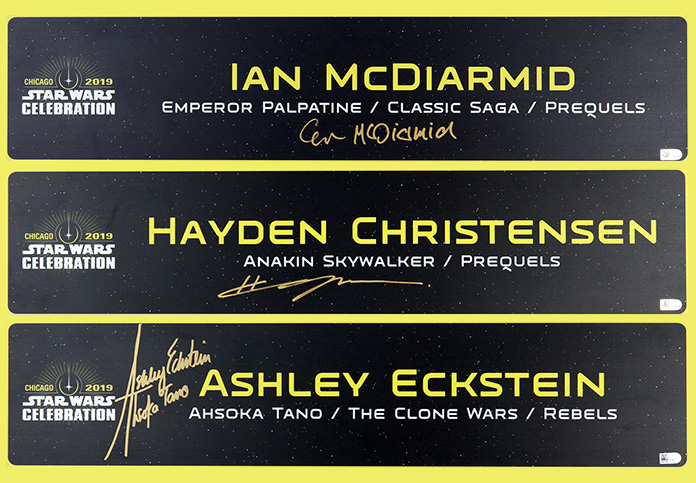 CHICAGO 2019
STAR WARS
CELEBRATION
IAN MCDIARMID
EMPEROR PALPATINE / CLASSIC SAGA / PREQUELS
Ian McDiarmid
CHICAGO 2019
STAR WARS
CELEBRATION
HAYDEN CHRISTENSEN
ANAKIN SKYWALKER / PREQUELS
CHICAGO 2019
STAR WARS
CELEBRATION
Ashley Eckstein
Ahsoka Tano
ASHLEY ECKSTEIN
AHSOKA TANO / THE CLONE WARS / REBELS